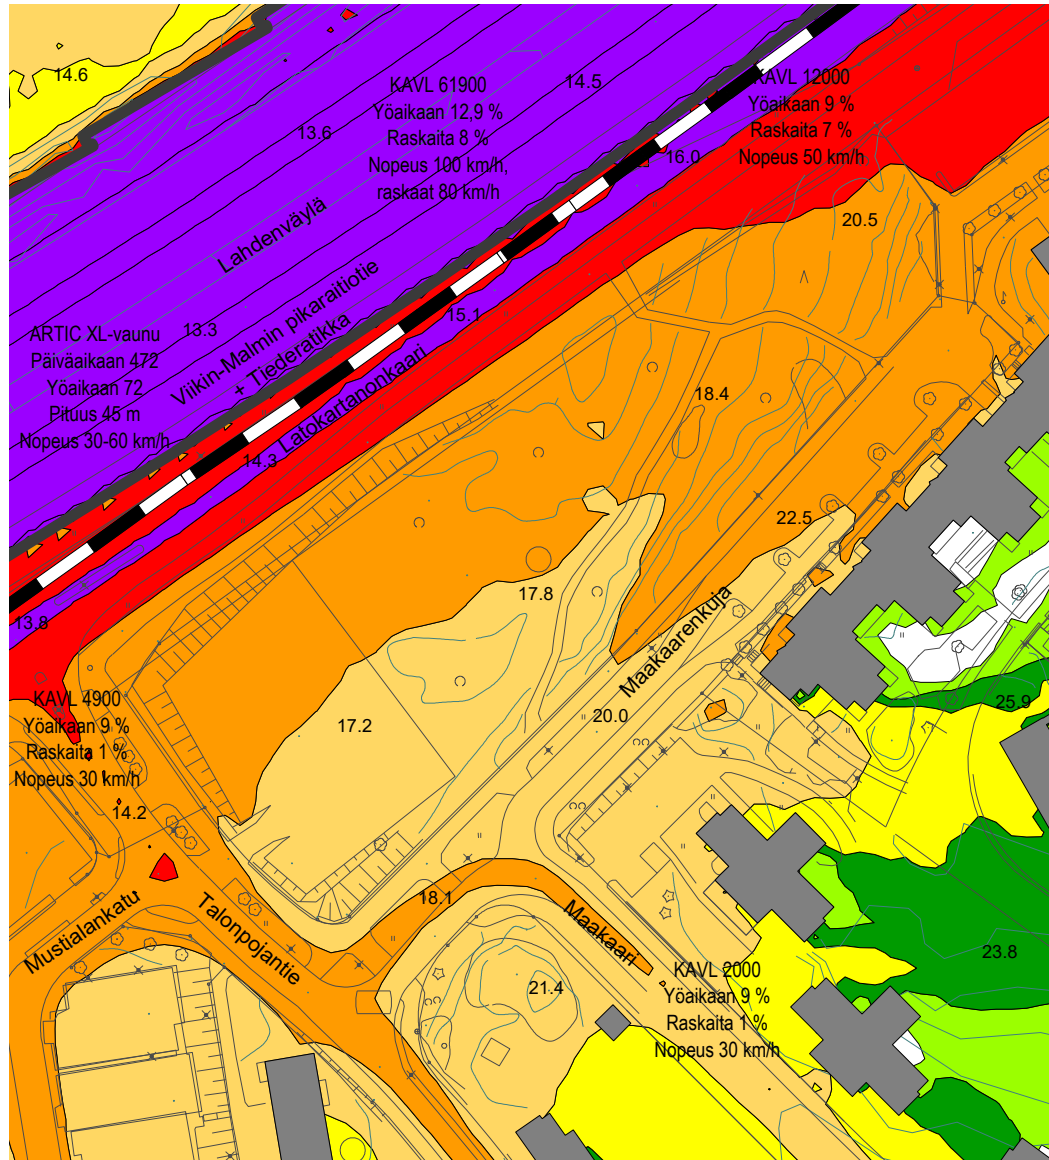 14.6
KAVL 61900
Yöaikaan 12,9 %
Raskaita 8 %
Nopeus 100 km/h,
raskaat 80 km/h
14.5
KAVL 12000
Yöaikaan 9 %
Raskaita 7 %
Nopeus 50 km/h
13.6
16.0
20.5
Lahdenväylä
ARTIC XL-vaunu
Päiväaikaan 472
Yöaikaan 72
Pituus 45 m
Nopeus 30-60 km/h
13.3
Viikin-Malmin pikaraitiotie
+ Tiederatikka
15.1
Latokartanonkaari
14.3
18.4
22.5
17.8
13.8
Maakaarenkuja
KAVL 4900
Yöaikaan 9 %
Raskaita 1 %
Nopeus 30 km/h
17.2
20.0
25.9
14.2
18.1
Mustialankatu
Talonpojantie
Maakaari
21.4
KAVL 2000
Yöaikaan 9 %
Raskaita 1 %
Nopeus 30 km/h
23.8